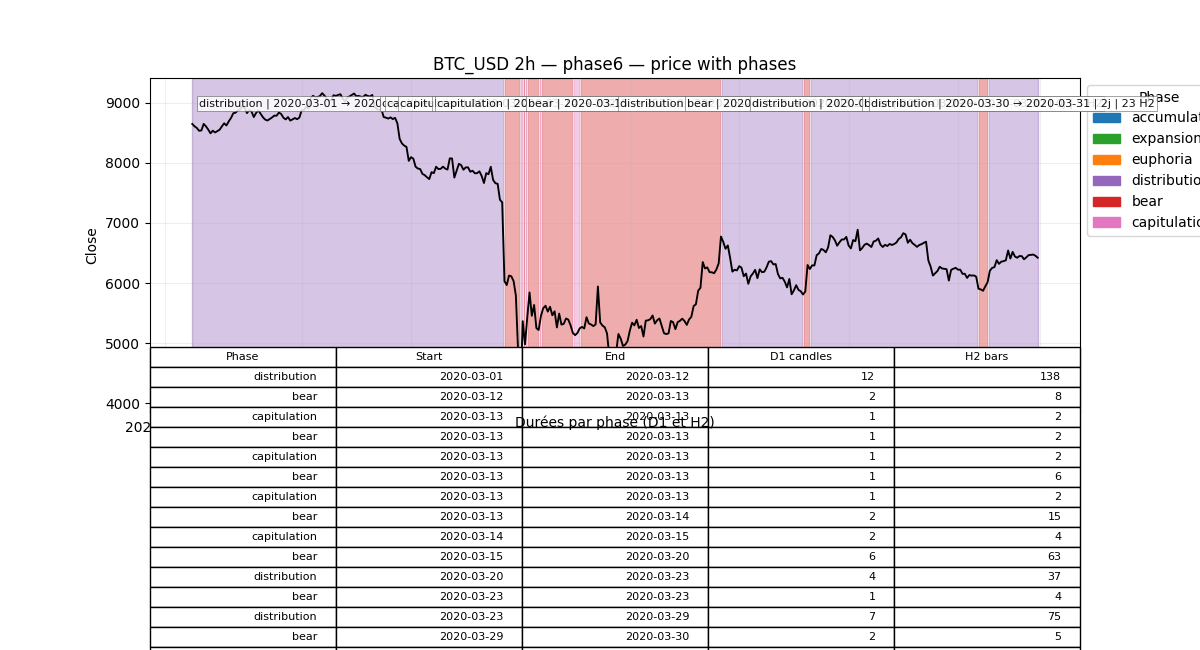 BTC_USD 2h — phase6 — price with phases
distribution | 2020-03-01 → 2020
capitu
capitulation | 20
bear | 2020-03-1
distribution
bear | 2020
distribution | 2020-0
distribution | 2020-03-30 → 2020-03-31 | 2j | 23 H2
Phase
accumulat
expansion
euphoria
distributio
bear
capitulatio
Close
9000
8000
7000
6000
5000
4000
202
Durées par phase (D1 et H2)
Phase Start End D1 candles H2 bars
distribution 2020-03-01 2020-03-12 12 138
bear 2020-03-12 2020-03-13 2 8
capitulation 2020-03-13 2020-03-13 1 2
bear 2020-03-13 2020-03-13 1 2
capitulation 2020-03-13 2020-03-13 1 2
bear 2020-03-13 2020-03-13 1 6
capitulation 2020-03-13 2020-03-13 1 2
bear 2020-03-13 2020-03-14 2 15
capitulation 2020-03-14 2020-03-15 2 4
bear 2020-03-15 2020-03-20 6 63
distribution 2020-03-20 2020-03-23 4 37
bear 2020-03-23 2020-03-23 1 4
distribution 2020-03-23 2020-03-29 7 75
bear 2020-03-29 2020-03-30 2 5